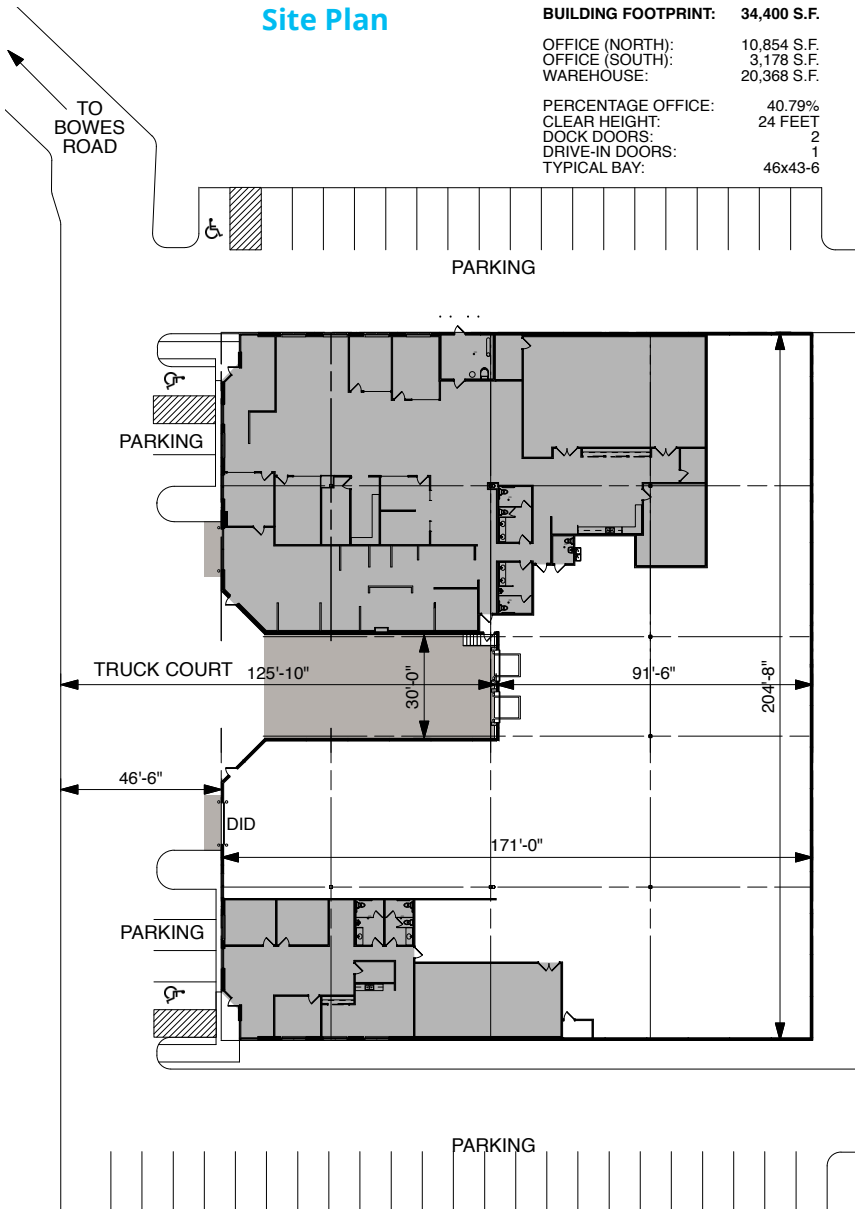 Site Plan
BUILDING FOOTPRINT: 34,400 S.F.
OFFICE (NORTH): 10,854 S.F.
OFFICE (SOUTH): 3,178 S.F.
WAREHOUSE: 20,368 S.F.
PERCENTAGE OFFICE: 40.79%
CLEAR HEIGHT: 24 FEET
DOCK DOORS: 2
DRIVE-IN DOORS: 1
TYPICAL BAY: 46x43-6
TO
BOWES
ROAD
PARKING
PARKING
TRUCK COURT
125'-10"
30'-0"
91'-6"
204'-8"
46'-6"
DID
171'-0"
PARKING
PARKING